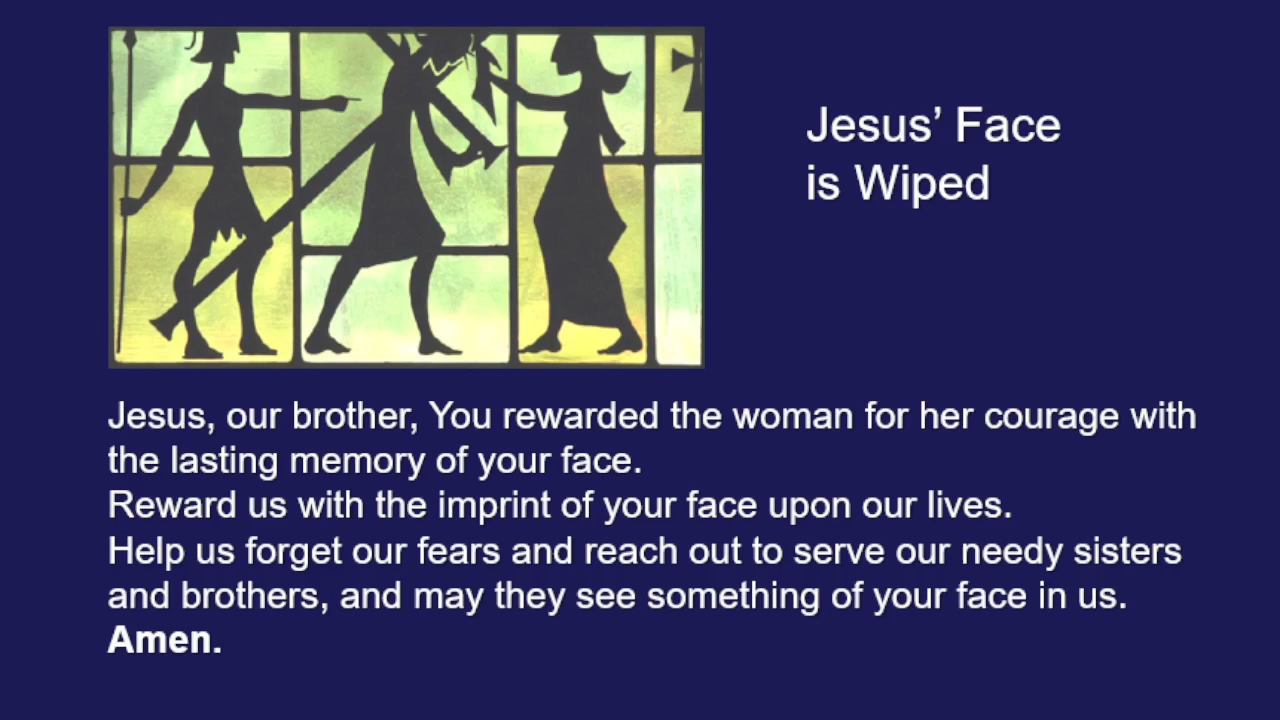 Jesus’ Face
is Wiped
Jesus, our brother, You rewarded the woman for her courage with
the lasting memory of your face.
Reward us with the imprint of your face upon our lives.
Help us forget our fears and reach out to serve our needy sisters
and brothers, and may they see something of your face in us.
Amen.